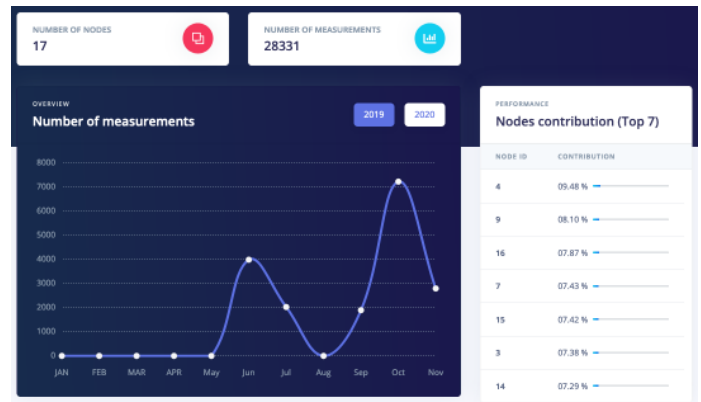 NUMBER OF NODES
17
NUMBER OF MEASUREMENTS
28331
OVERVIEW
Number of measurements
2019
2020
8000
7000
6000
5000
4000
3000
2000
1000
0
JAN FEB MAR APR May Jun Jul Aug Sep Oct Nov
PERFORMANCE
Nodes contribution (Top 7)
NODE ID CONTRIBUTION
4 09.48 %
9 08.10 %
16 07.87 %
7 07.43 %
15 07.42 %
3 07.38 %
14 07.29 %